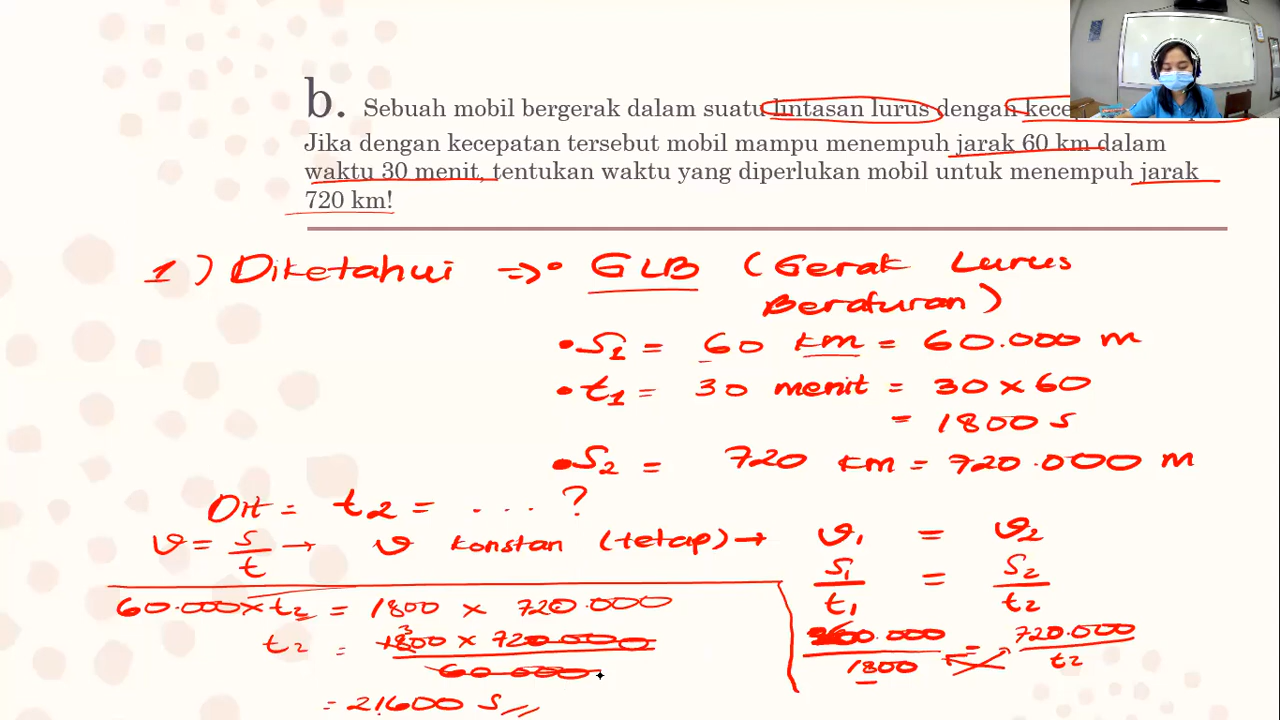 b. Sebuah mobil bergerak dalam suatu lintasan lurus dengan
Jika dengan kecepatan tersebut mobil mampu menempuh jarak 60 km dalam
waktu 30 menit, tentukan waktu yang diperlukan mobil untuk menempuh jarak
720 km!
1) Diketahui => • GLB (Gerak Lurus
Beraturan)
• S1 = 60 km = 60.000 m
• t1 = 30 menit = 30 x 60
= 1800 s
• S2 = 720 km = 720.000 m
Dit = t2 = .... ?
v = s/t → v konstan (tetap) → v1 = v2
S1/t1 = S2/t2
60.000 x t2 = 1800 x 720.000
t2 = 1800 x 720.000 / 60.000
= 21600 s
.000/1800 = 720.000/t2